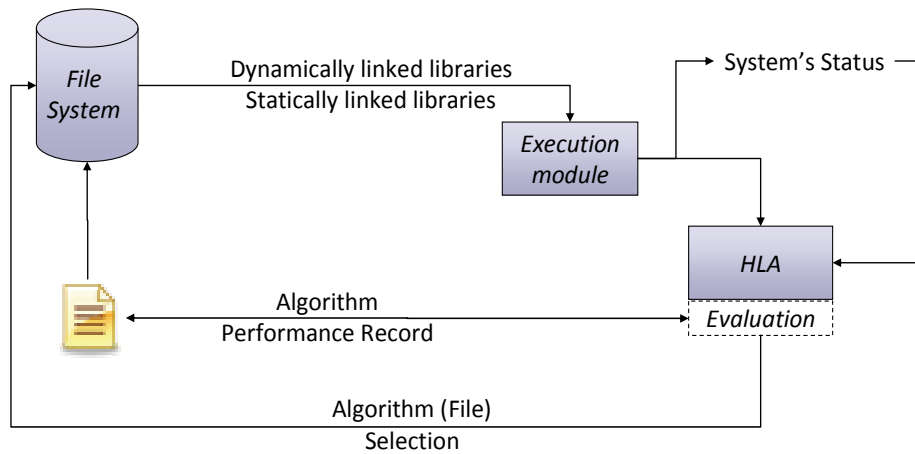 File
System
Dynamically linked libraries
Statically linked libraries
System's Status
Execution
module
HLA
Evaluation
Algorithm
Performance Record
Algorithm (File)
Selection